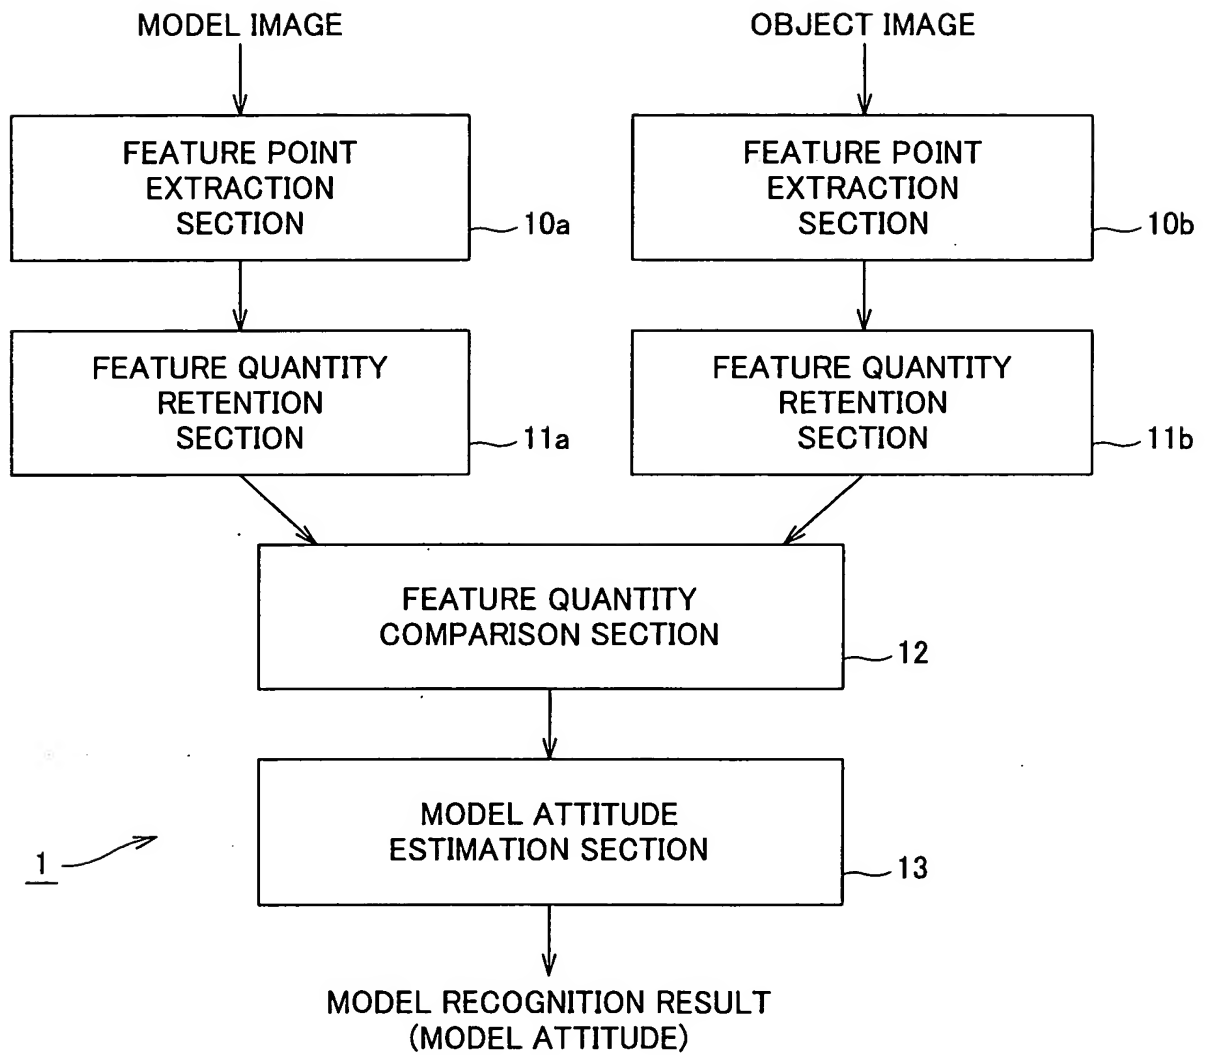 MODEL IMAGE
OBJECT IMAGE
FEATURE POINT
EXTRACTION
SECTION
10a
FEATURE POINT
EXTRACTION
SECTION
10b
FEATURE QUANTITY
RETENTION
SECTION
11a
FEATURE QUANTITY
RETENTION
SECTION
11b
FEATURE QUANTITY
COMPARISON SECTION
12
MODEL ATTITUDE
ESTIMATION SECTION
13
1
MODEL RECOGNITION RESULT
(MODEL ATTITUDE)